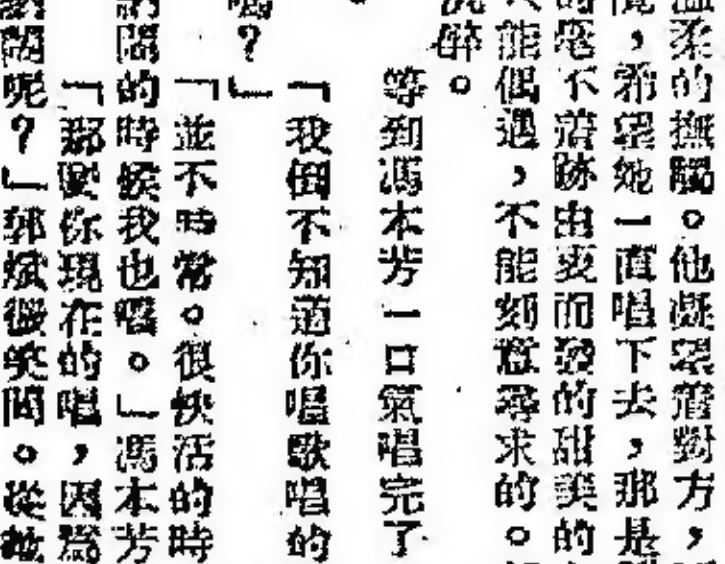 溫柔的撫觸。他凝望着對方，
，希望她一直唱下去，那是
的毫不着跡由衷而發的甜美的
能偶遇，不能刻意尋求的。
沉醉。
等到馮本芳一口氣唱完了
「我倒不知道你唱歌唱的
嗎？」
「並不時常。很快活的時
悶的時候我也唱。」馮本芳
「那麼你現在的唱，因為
悶呢？」郭斌微笑問。從